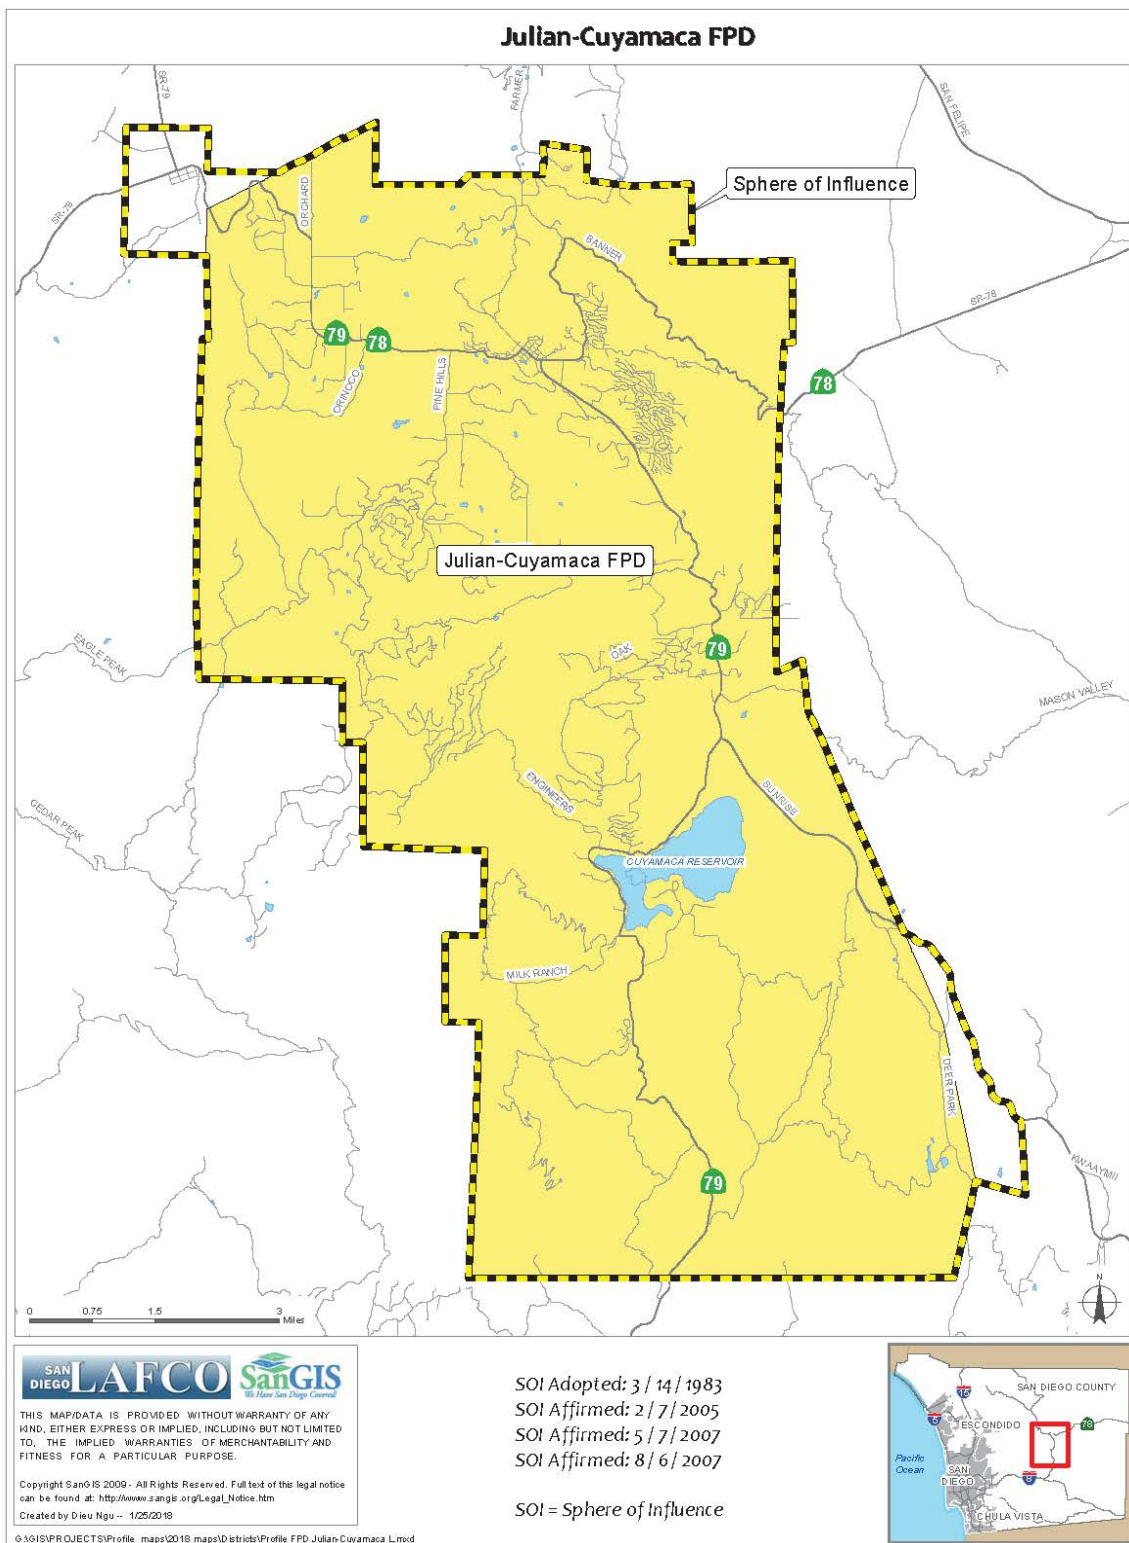 Julian-Cuyamaca FPD
SR-79
FARMER
SAN FELIPE
Sphere of Influence
ORCHARD
SR-78
BANNER
SR-78
79
78
78
ORINOCO
PINE HILLS
Julian-Cuyamaca FPD
79
OAK
EAGLE PEAK
MASON VALLEY
ENGINEERS
SUNRISE
CEDAR PEAK
CUYAMACA RESERVOIR
MILK RANCH
DEER PARK
KWAAYMII
79
N
0 0.75 1.5 3
Miles
SAN DIEGO LAFCO
SanGIS
We Have San Diego Covered!
THIS MAP/DATA IS PROVIDED WITHOUT WARRANTY OF ANY
KIND, EITHER EXPRESS OR IMPLIED, INCLUDING BUT NOT LIMITED
TO, THE IMPLIED WARRANTIES OF MERCHANTABILITY AND
FITNESS FOR A PARTICULAR PURPOSE.
Copyright SanGIS 2009 - All Rights Reserved. Full text of this legal notice
can be found at: http://www.sangis.org/Legal_Notice.htm
Created by Dieu Ngu -- 1/25/2018
G:\GIS\PROJECTS\Profile_maps\2018 maps\Districts\Profile FPD Julian-Cuyamaca L.mxd
SOI Adopted: 3 / 14 / 1983
SOI Affirmed: 2 / 7 / 2005
SOI Affirmed: 5 / 7 / 2007
SOI Affirmed: 8 / 6 / 2007
SOI = Sphere of Influence
SAN DIEGO COUNTY
15
5
ESCONDIDO
78
Pacific
Ocean
SAN
DIEGO
8
CHULA VISTA